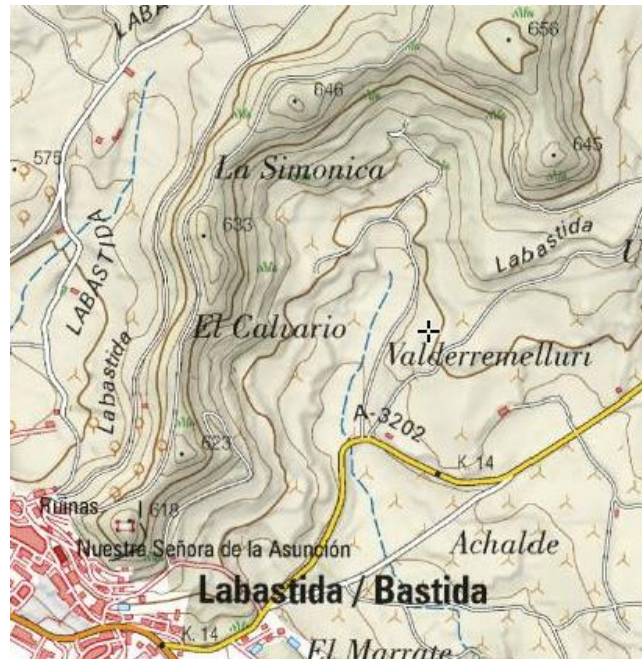 LABA
656
646
575
645
La Simonica
633
Labastida
LABASTIDA
El Calvario
Valderremelluri
Labastida
A-3202
623
K. 14
Ruinas
618
Nuestra Señora de la Asunción
Achalde
Labastida / Bastida
K. 14
El Marrate